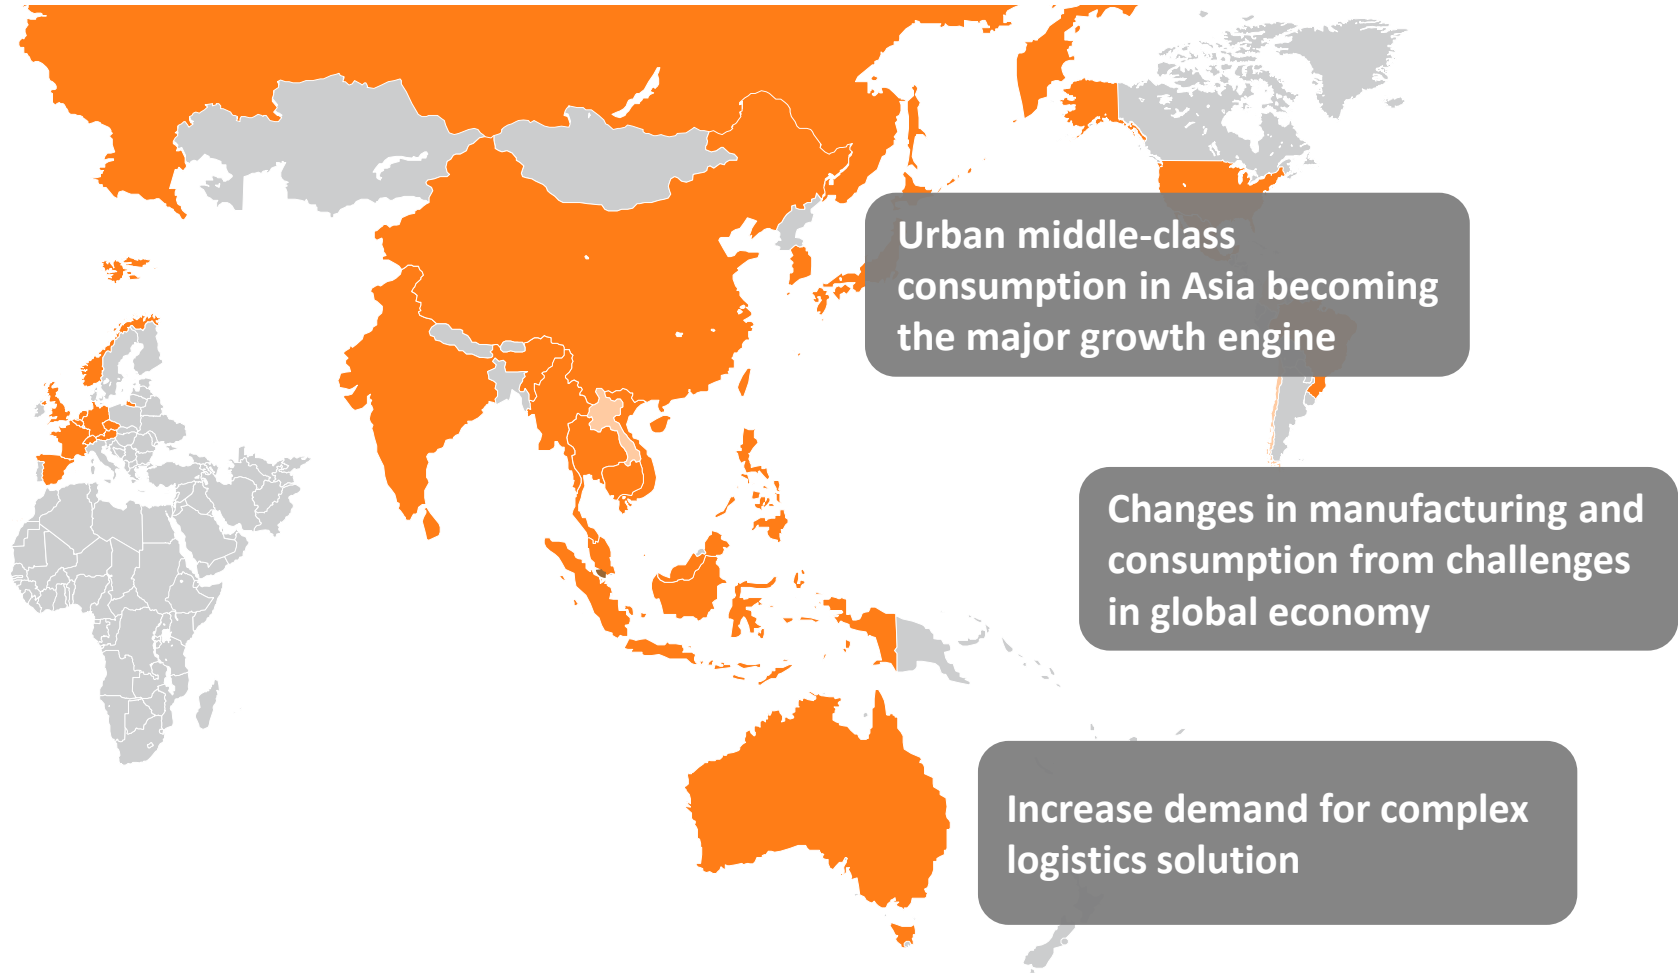 Urban middle-class
consumption in Asia becoming
the major growth engine
Changes in manufacturing and
consumption from challenges
in global economy
Increase demand for complex
logistics solution